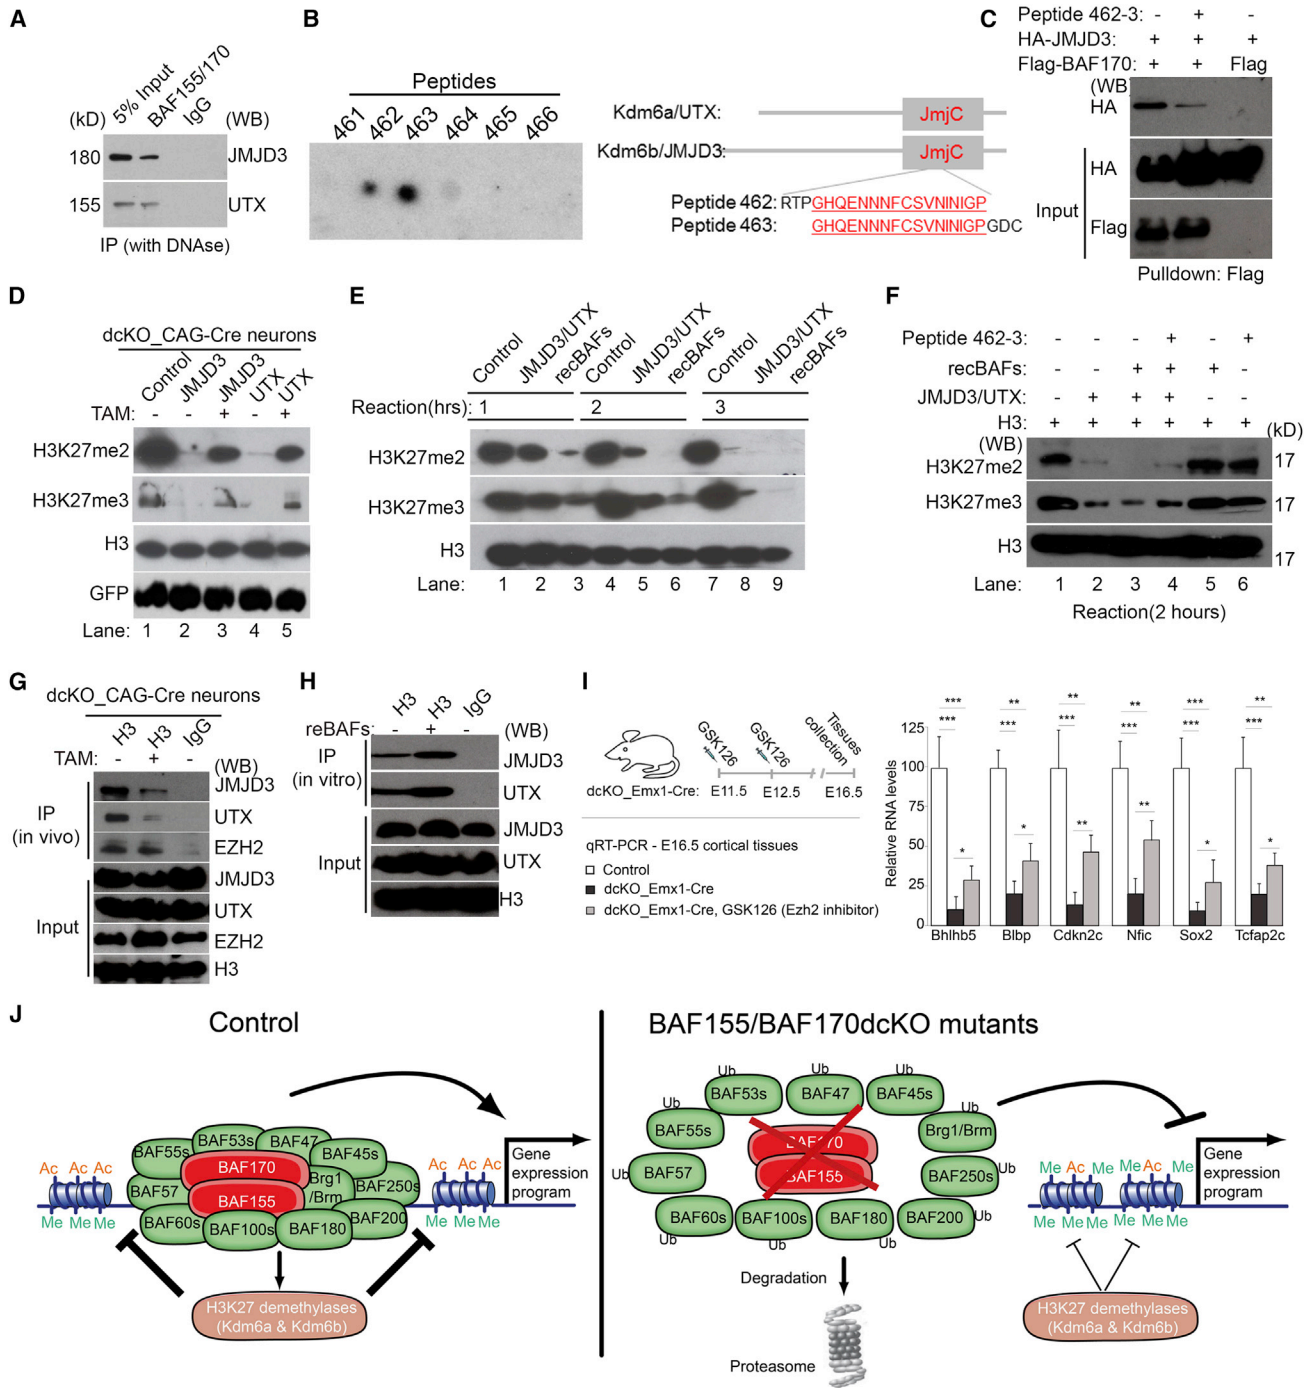 A
5% Input
BAF155/170
IgG
(kD)
(WB)
180
JMJD3
155
UTX
IP (with DNAse)
B
Peptides
461
462
463
464
465
466
Kdm6a/UTX:
JmjC
Kdm6b/JMJD3:
JmjC
Peptide 462: RTPGHQENNNFCSVNINIGP
Peptide 463: GHQENNNFCSVNINIGPGDC
C
Peptide 462-3: - + -
HA-JMJD3: + + +
Flag-BAF170: + + Flag
(WB)
HA
HA
Input
Flag
Pulldown: Flag
D
dcKO_CAG-Cre neurons
Control
JMJD3
JMJD3
UTX
UTX
TAM: - - + - +
H3K27me2
H3K27me3
H3
GFP
Lane: 1 2 3 4 5
E
Control
JMJD3/UTX
recBAFs
Control
JMJD3/UTX
recBAFs
Control
JMJD3/UTX
recBAFs
Reaction(hrs): 1 2 3
H3K27me2
H3K27me3
H3
Lane: 1 2 3 4 5 6 7 8 9
F
Peptide 462-3: - - - + - +
recBAFs: - - + + + -
JMJD3/UTX: - + + + - -
H3: + + + + + +
(WB)
(kD)
H3K27me2
17
H3K27me3
17
H3
17
Lane: 1 2 3 4 5 6
Reaction(2 hours)
G
dcKO_CAG-Cre neurons
H3
H3
IgG
TAM: - + -
(WB)
IP
(in vivo)
JMJD3
UTX
EZH2
Input
JMJD3
UTX
EZH2
H3
H
H3
H3
IgG
reBAFs: - + -
(WB)
IP
(in vitro)
JMJD3
UTX
Input
JMJD3
UTX
H3
I
GSK126
GSK126
Tissues
collection
dcKO_Emx1-Cre: E11.5 E12.5 E16.5
qRT-PCR - E16.5 cortical tissues
Control
dcKO_Emx1-Cre
dcKO_Emx1-Cre, GSK126 (Ezh2 inhibitor)
Relative RNA levels
125
100
75
50
25
0
*** ** ** ** *** **
*** *** *** *** *** ***
* * ** ** * *
Bhlhb5 Blbp Cdkn2c Nfic Sox2 Tcfap2c
J
Control
BAF53s
BAF47
BAF55s
BAF45s
BAF170
BAF57
Brg1
/Brm
BAF250s
BAF155
BAF60s
BAF100s
BAF180
BAF200
Ac Ac Ac
Me Me Me
Ac Ac Ac
Me Me Me
Gene
expression
program
H3K27 demethylases
(Kdm6a & Kdm6b)
BAF155/BAF170dcKO mutants
Ub
BAF53s
Ub
BAF47
Ub
BAF45s
Ub
BAF55s
Ub
Brg1/Brm
BAF170
BAF155
Ub
BAF57
BAF250s
Ub
BAF60s
Ub
BAF100s
Ub
BAF180
Ub
BAF200
Ub
Degradation
Proteasome
Me Ac Me
Me Me Me
Me Ac Me
Me Me Me
Gene
expression
program
H3K27 demethylases
(Kdm6a & Kdm6b)